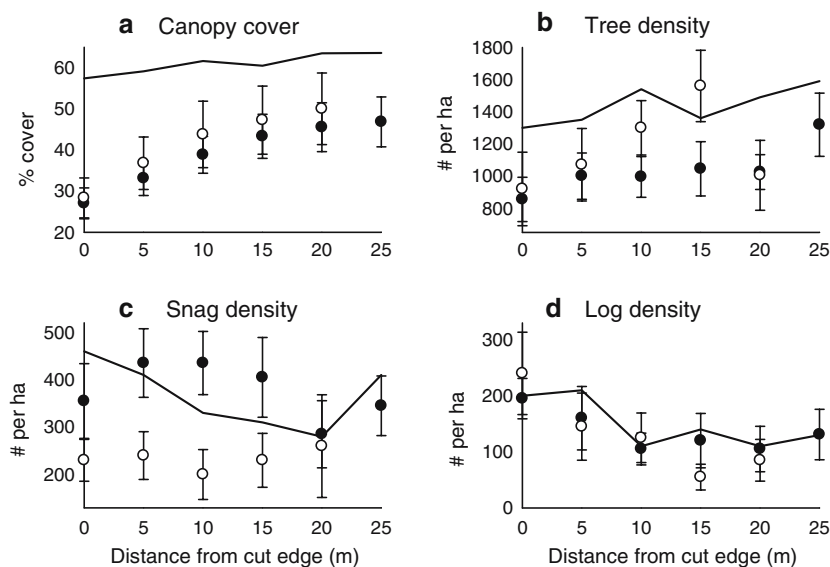 a Canopy cover
% cover
60
50
40
30
20
0 5 10 15 20 25
b Tree density
# per ha
1800
1600
1400
1200
1000
800
0 5 10 15 20 25
c Snag density
# per ha
500
400
300
200
0 5 10 15 20 25
Distance from cut edge (m)
d Log density
# per ha
300
200
100
0
0 5 10 15 20 25
Distance from cut edge (m)